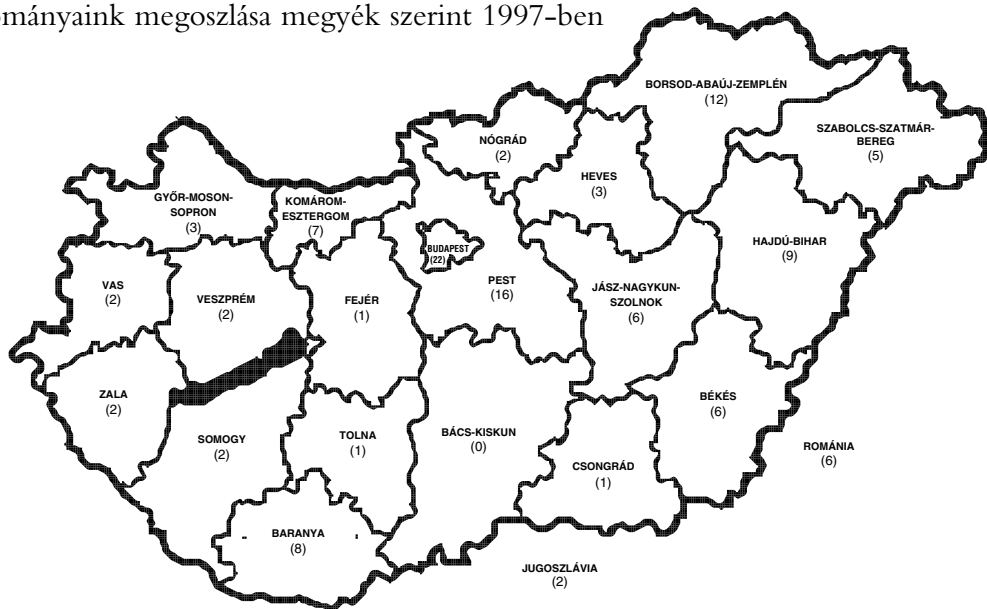 megoszlása megyék szerint 1997-ben
BORSOD-ABAÚJ-ZEMPLÉN
(12)
SZABOLCS-SZATMÁR-
BEREG
(5)
NÓGRÁD
(2)
HEVES
(3)
GYŐR-MOSON-
SOPRON
(3)
KOMÁROM-
ESZTERGOM
(7)
BUDAPEST
(22)
HAJDÚ-BIHAR
(9)
PEST
(16)
VAS
(2)
VESZPRÉM
(2)
FEJÉR
(1)
JÁSZ-NAGYKUN-
SZOLNOK
(6)
ZALA
(2)
BÉKÉS
(6)
SOMOGY
(2)
TOLNA
(1)
BÁCS-KISKUN
(0)
ROMÁNIA
(6)
CSONGRÁD
(1)
BARANYA
(8)
JUGOSZLÁVIA
(2)